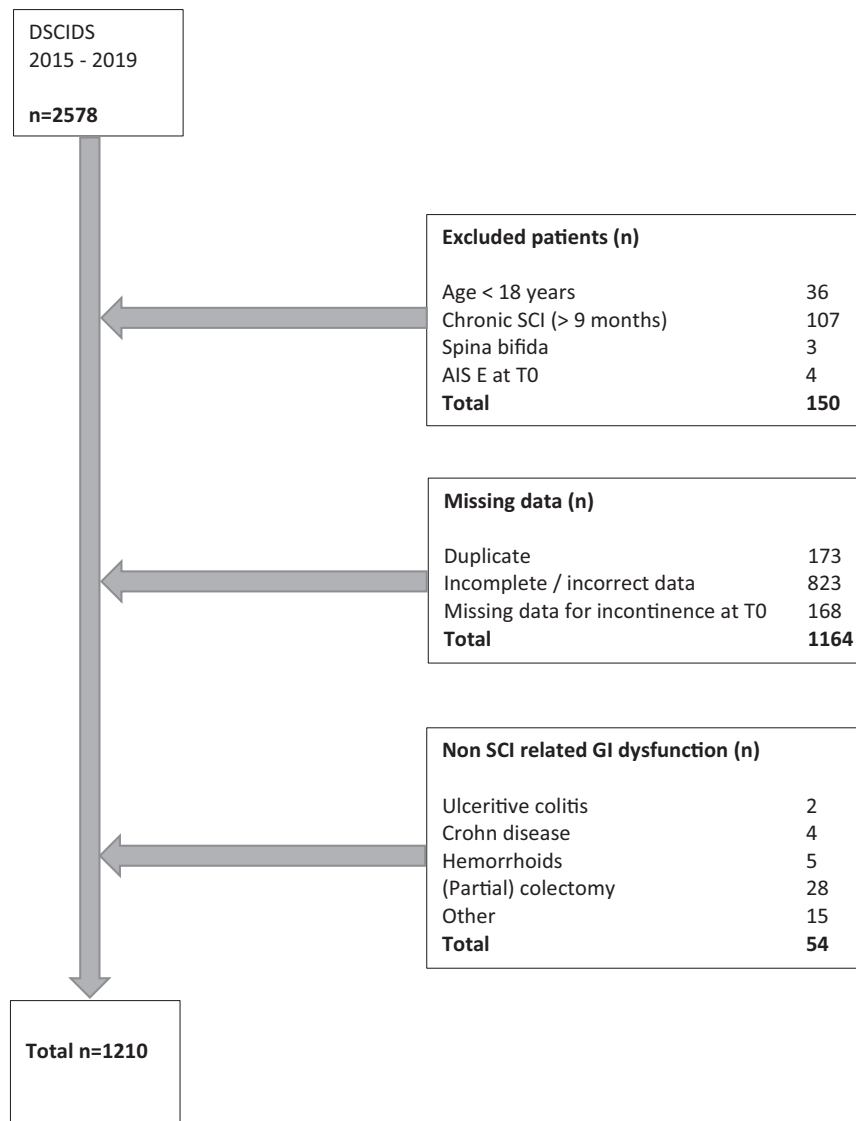 DSCIDS
2015 - 2019
n=2578
Excluded patients (n)
Age < 18 years 36
Chronic SCI (> 9 months) 107
Spina bifida 3
AIS E at T0 4
Total 150
Missing data (n)
Duplicate 173
Incomplete / incorrect data 823
Missing data for incontinence at T0 168
Total 1164
Non SCI related GI dysfunction (n)
Ulceritive colitis 2
Crohn disease 4
Hemorrhoids 5
(Partial) colectomy 28
Other 15
Total 54
Total n=1210